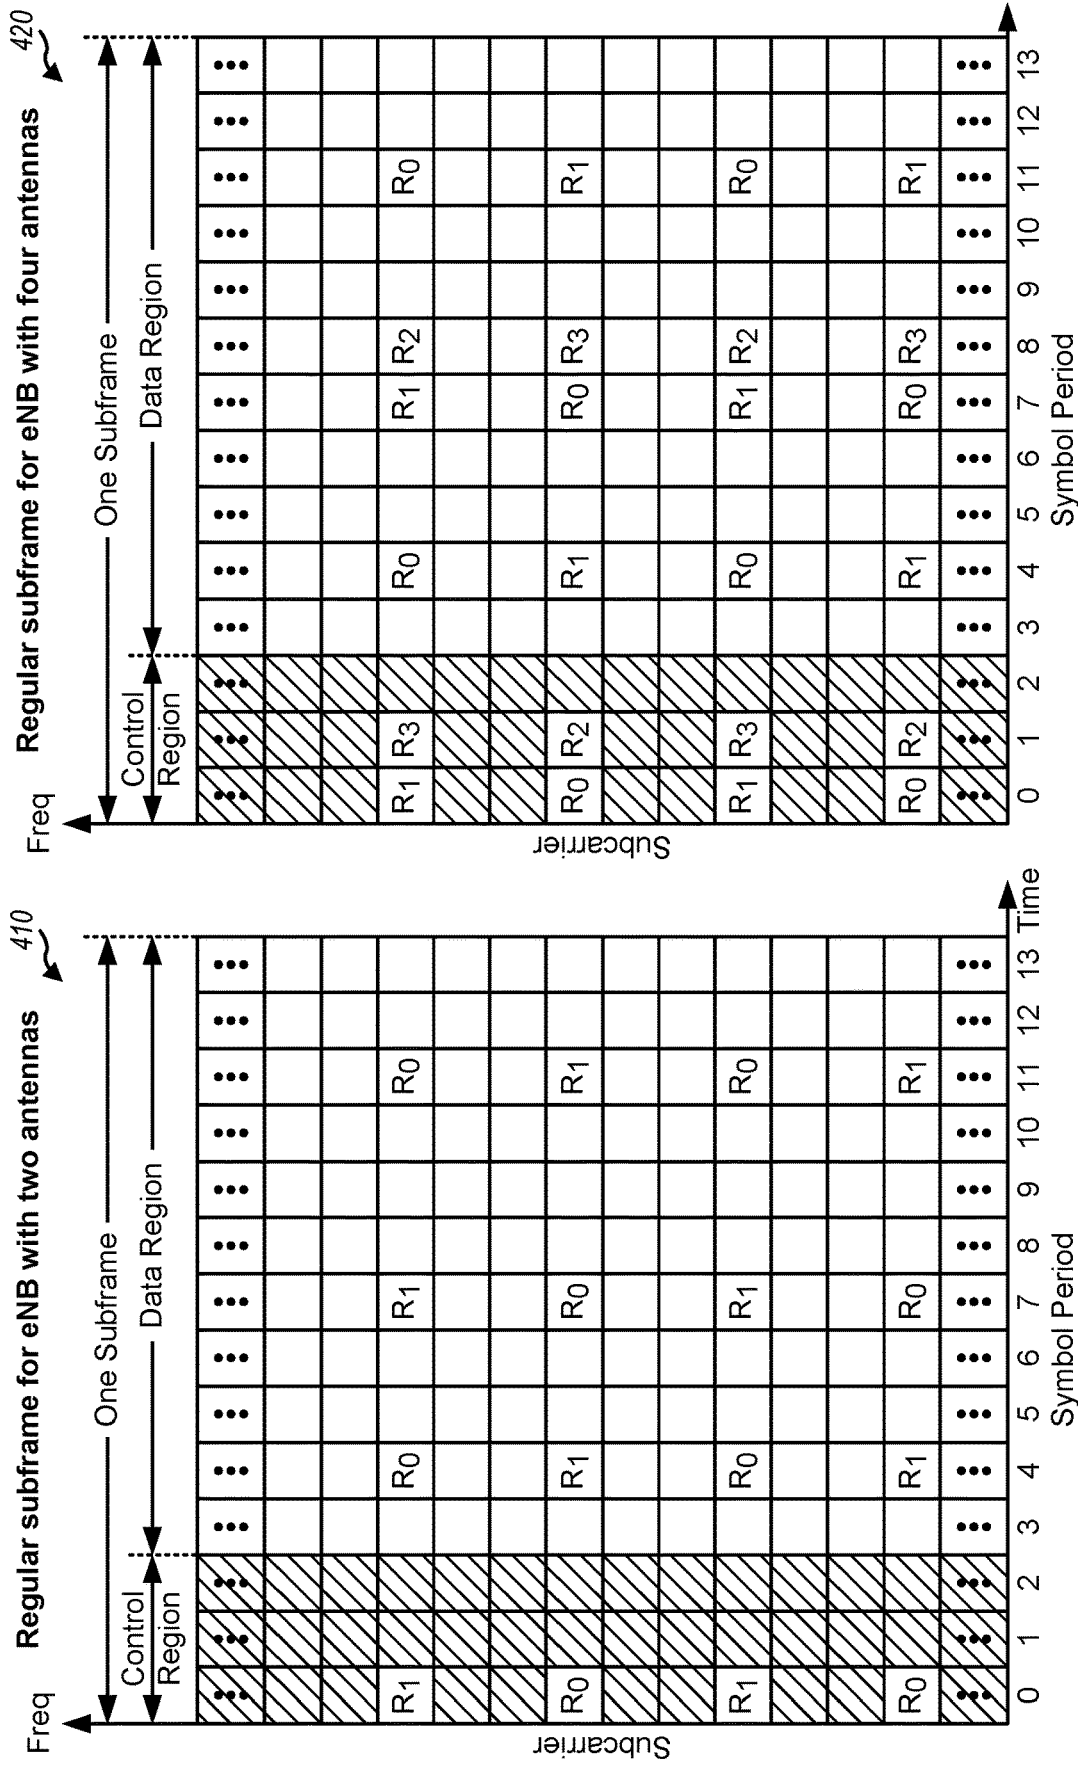 Regular subframe for eNB with two antennas
410
Freq
One Subframe
Control
Region
Data Region
Subcarrier
R1 R0 R1 R0
R0 R1 R0 R1
R1 R0 R1 R0
R0 R1 R0 R1
0 1 2 3 4 5 6 7 8 9 10 11 12 13
Time
Symbol Period
Regular subframe for eNB with four antennas
420
Freq
One Subframe
Control
Region
Data Region
Subcarrier
R1 R3 R0 R1 R2 R0
R0 R2 R1 R0 R3 R1
R1 R3 R0 R1 R2 R0
R0 R2 R1 R0 R3 R1
0 1 2 3 4 5 6 7 8 9 10 11 12 13
Symbol Period